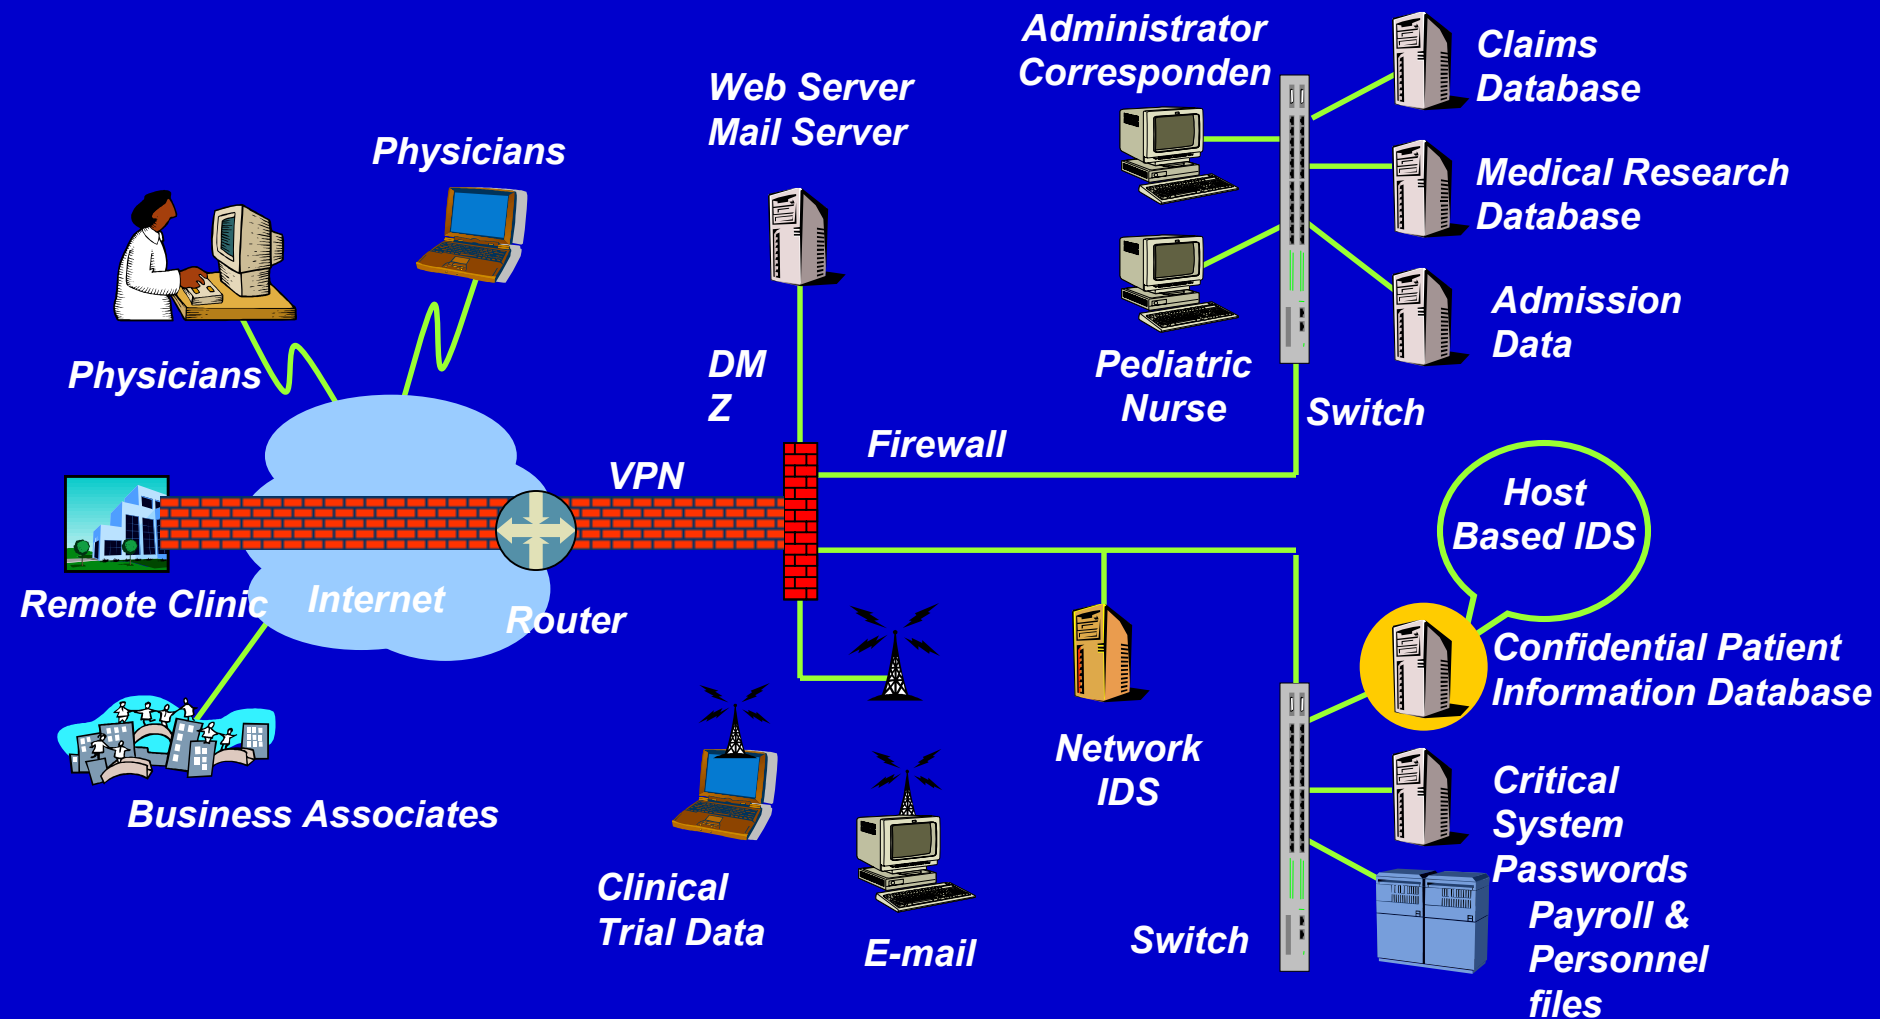 Administrator
Corresponden
Claims
Database
Web Server
Mail Server
Physicians
Medical Research
Database
Admission
Data
Physicians
DM
Z
Pediatric
Nurse
Switch
Firewall
VPN
Host
Based IDS
Remote Clinic
Internet
Router
Confidential Patient
Information Database
Network
IDS
Business Associates
Critical
System
Passwords
Clinical
Trial Data
E-mail
Switch
Payroll &
Personnel
files